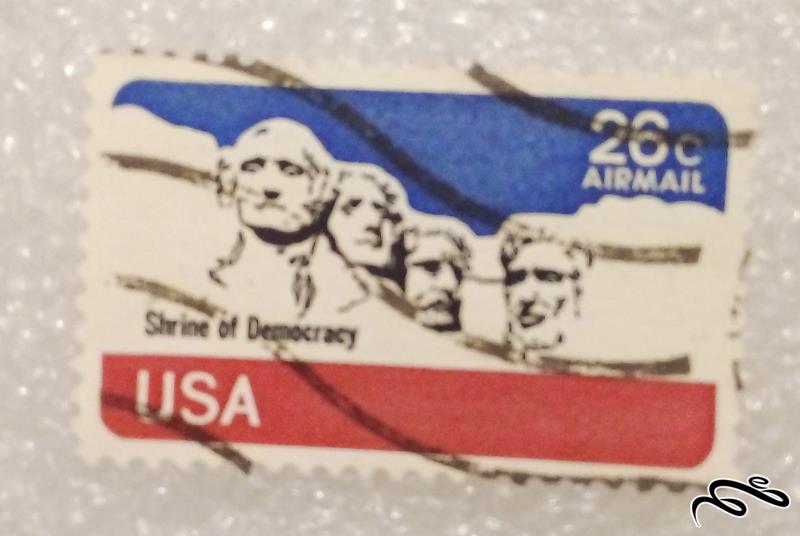 26c
AIRMAIL
Shrine of Democracy
USA